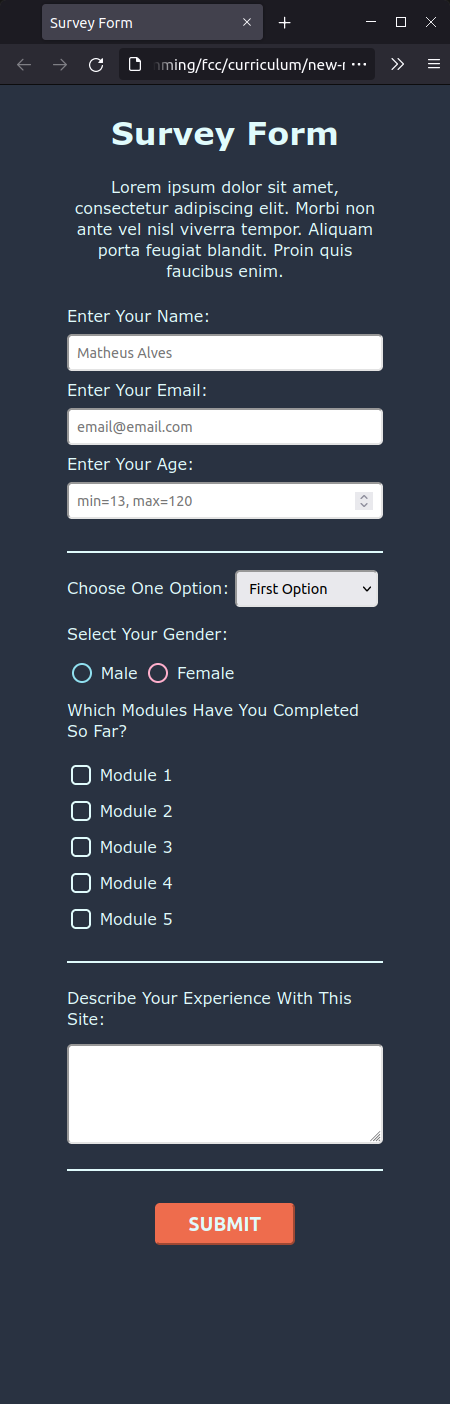 Survey Form
mming/fcc/curriculum/new-r
Survey Form
Lorem ipsum dolor sit amet,
consectetur adipiscing elit. Morbi non
ante vel nisl viverra tempor. Aliquam
porta feugiat blandit. Proin quis
faucibus enim.
Enter Your Name:
Matheus Alves
Enter Your Email:
email@email.com
Enter Your Age:
min=13, max=120
Choose One Option: First Option
Select Your Gender:
Male Female
Which Modules Have You Completed
So Far?
Module 1
Module 2
Module 3
Module 4
Module 5
Describe Your Experience With This
Site:
SUBMIT